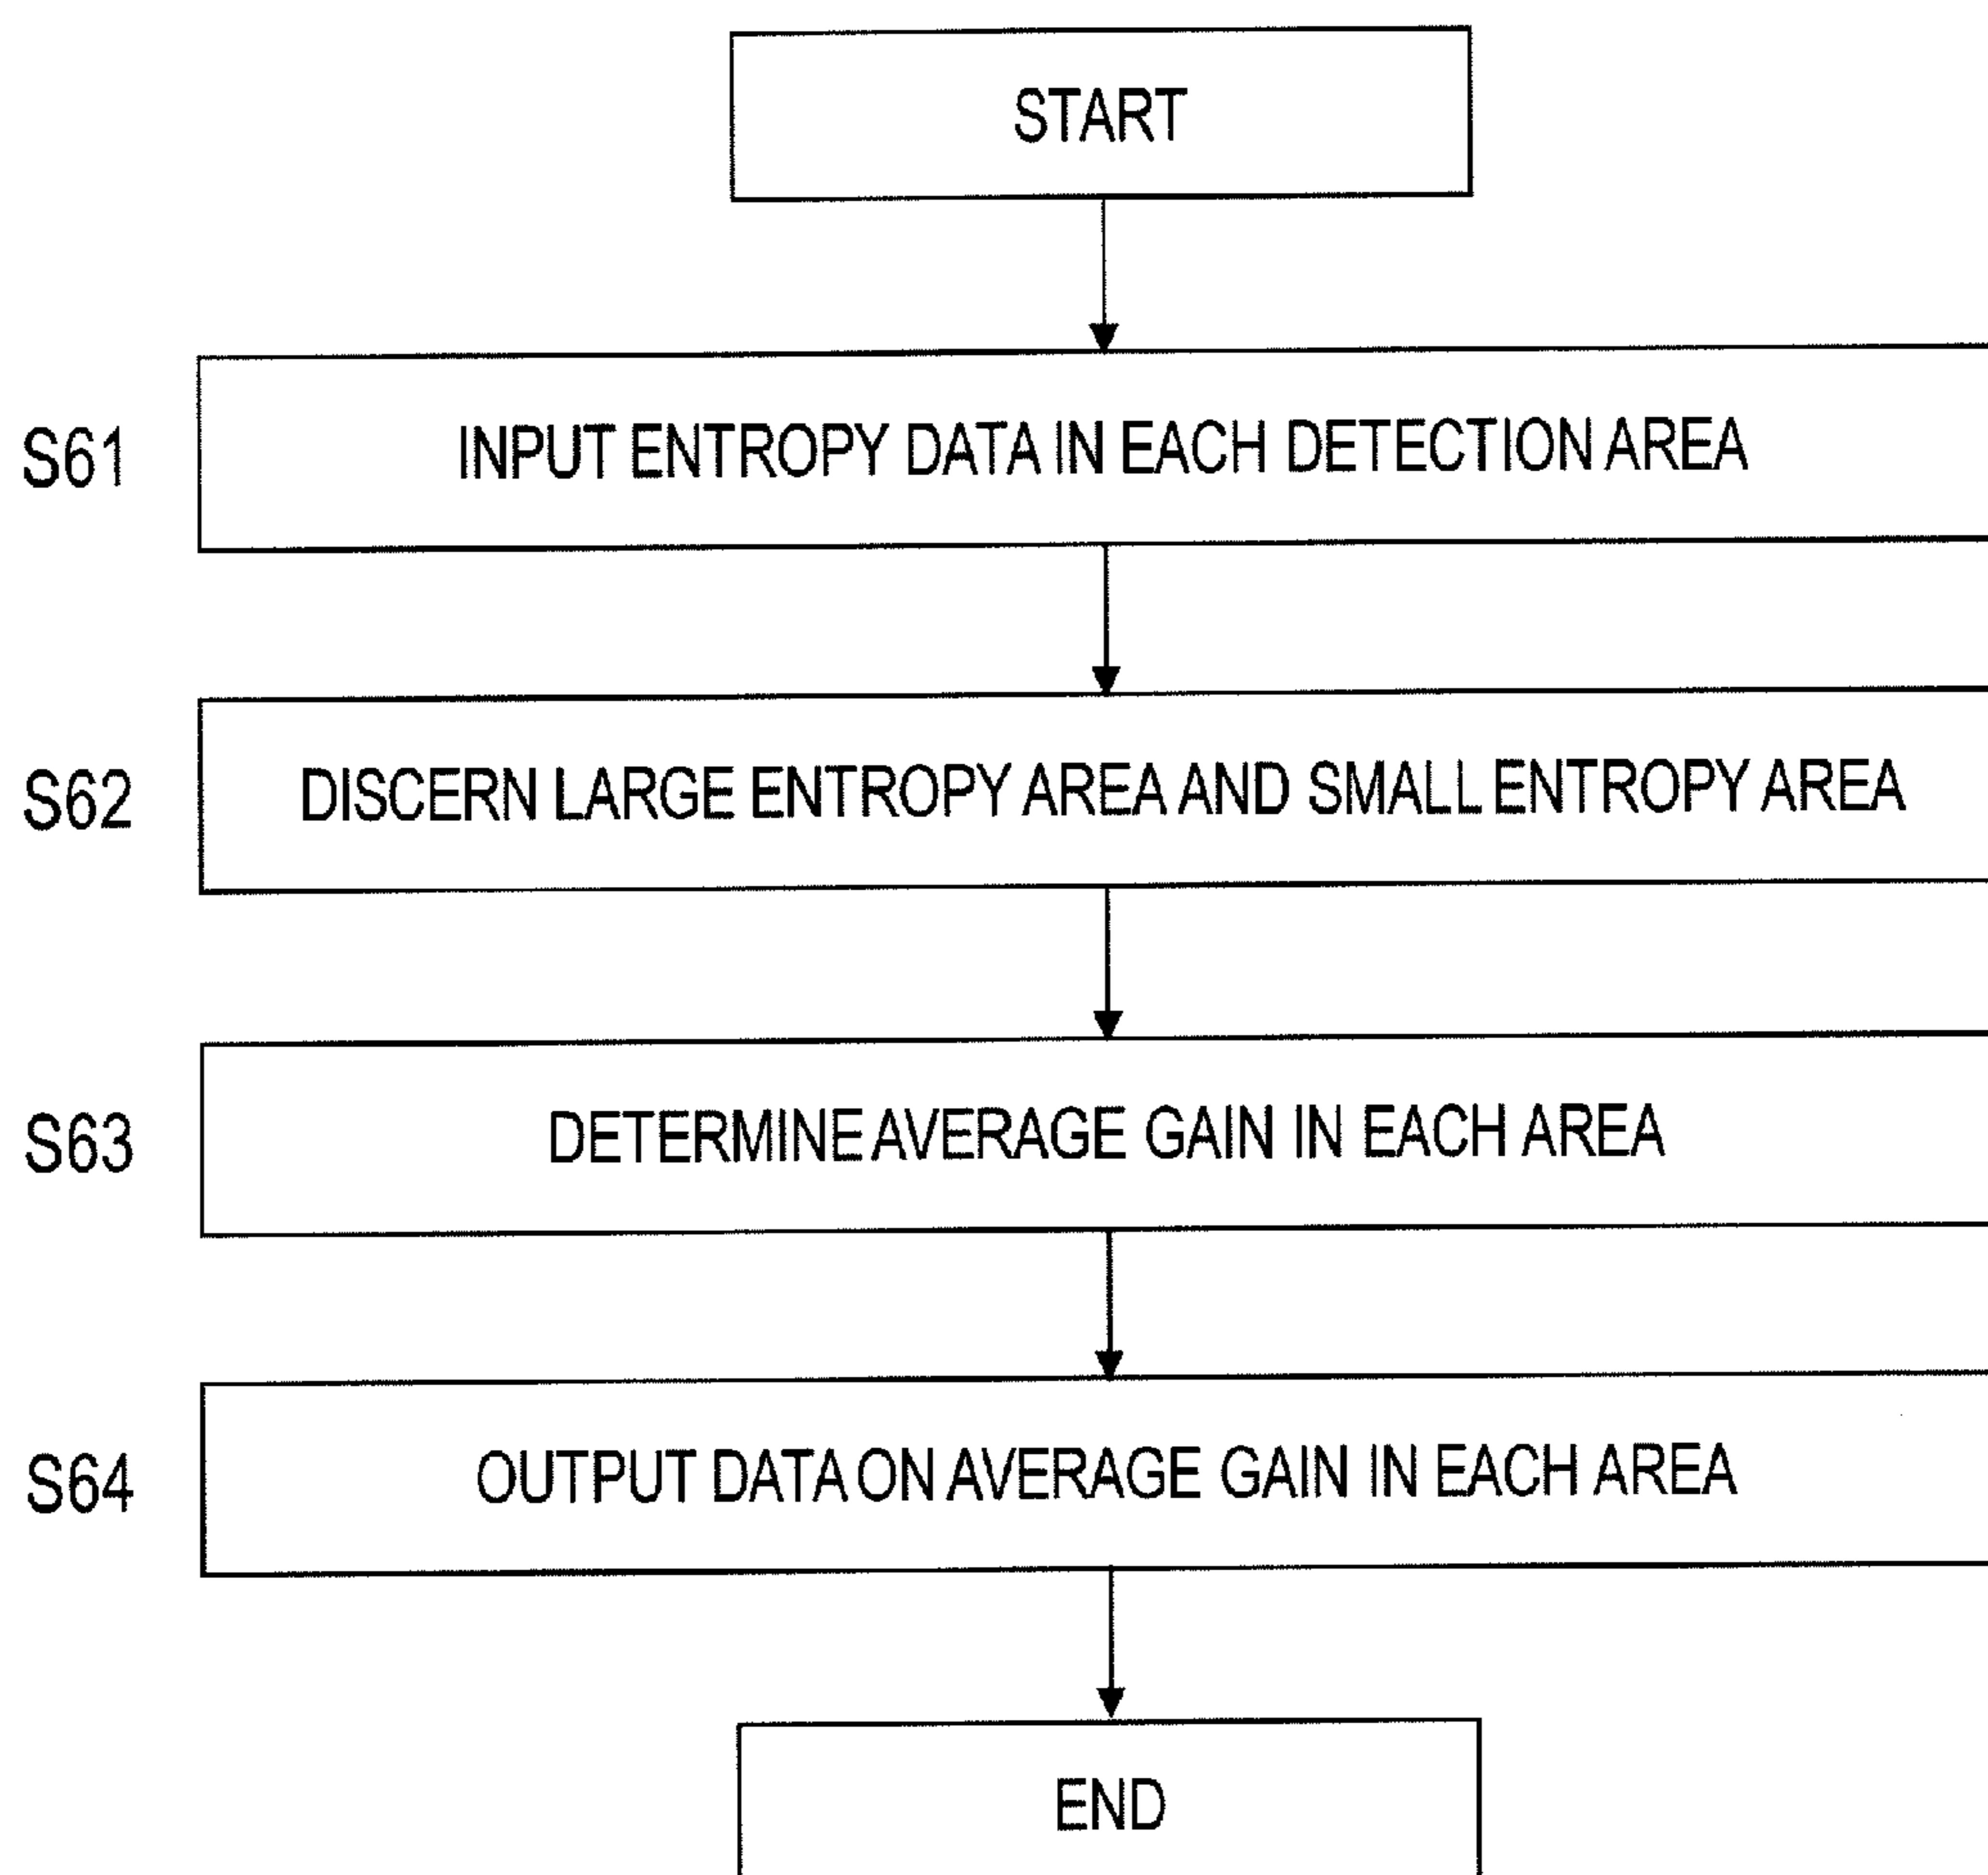 START
S61 INPUT ENTROPY DATA IN EACH DETECTION AREA
S62 DISCERN LARGE ENTROPY AREA AND SMALL ENTROPY AREA
S63 DETERMINE AVERAGE GAIN IN EACH AREA
S64 OUTPUT DATA ON AVERAGE GAIN IN EACH AREA
END